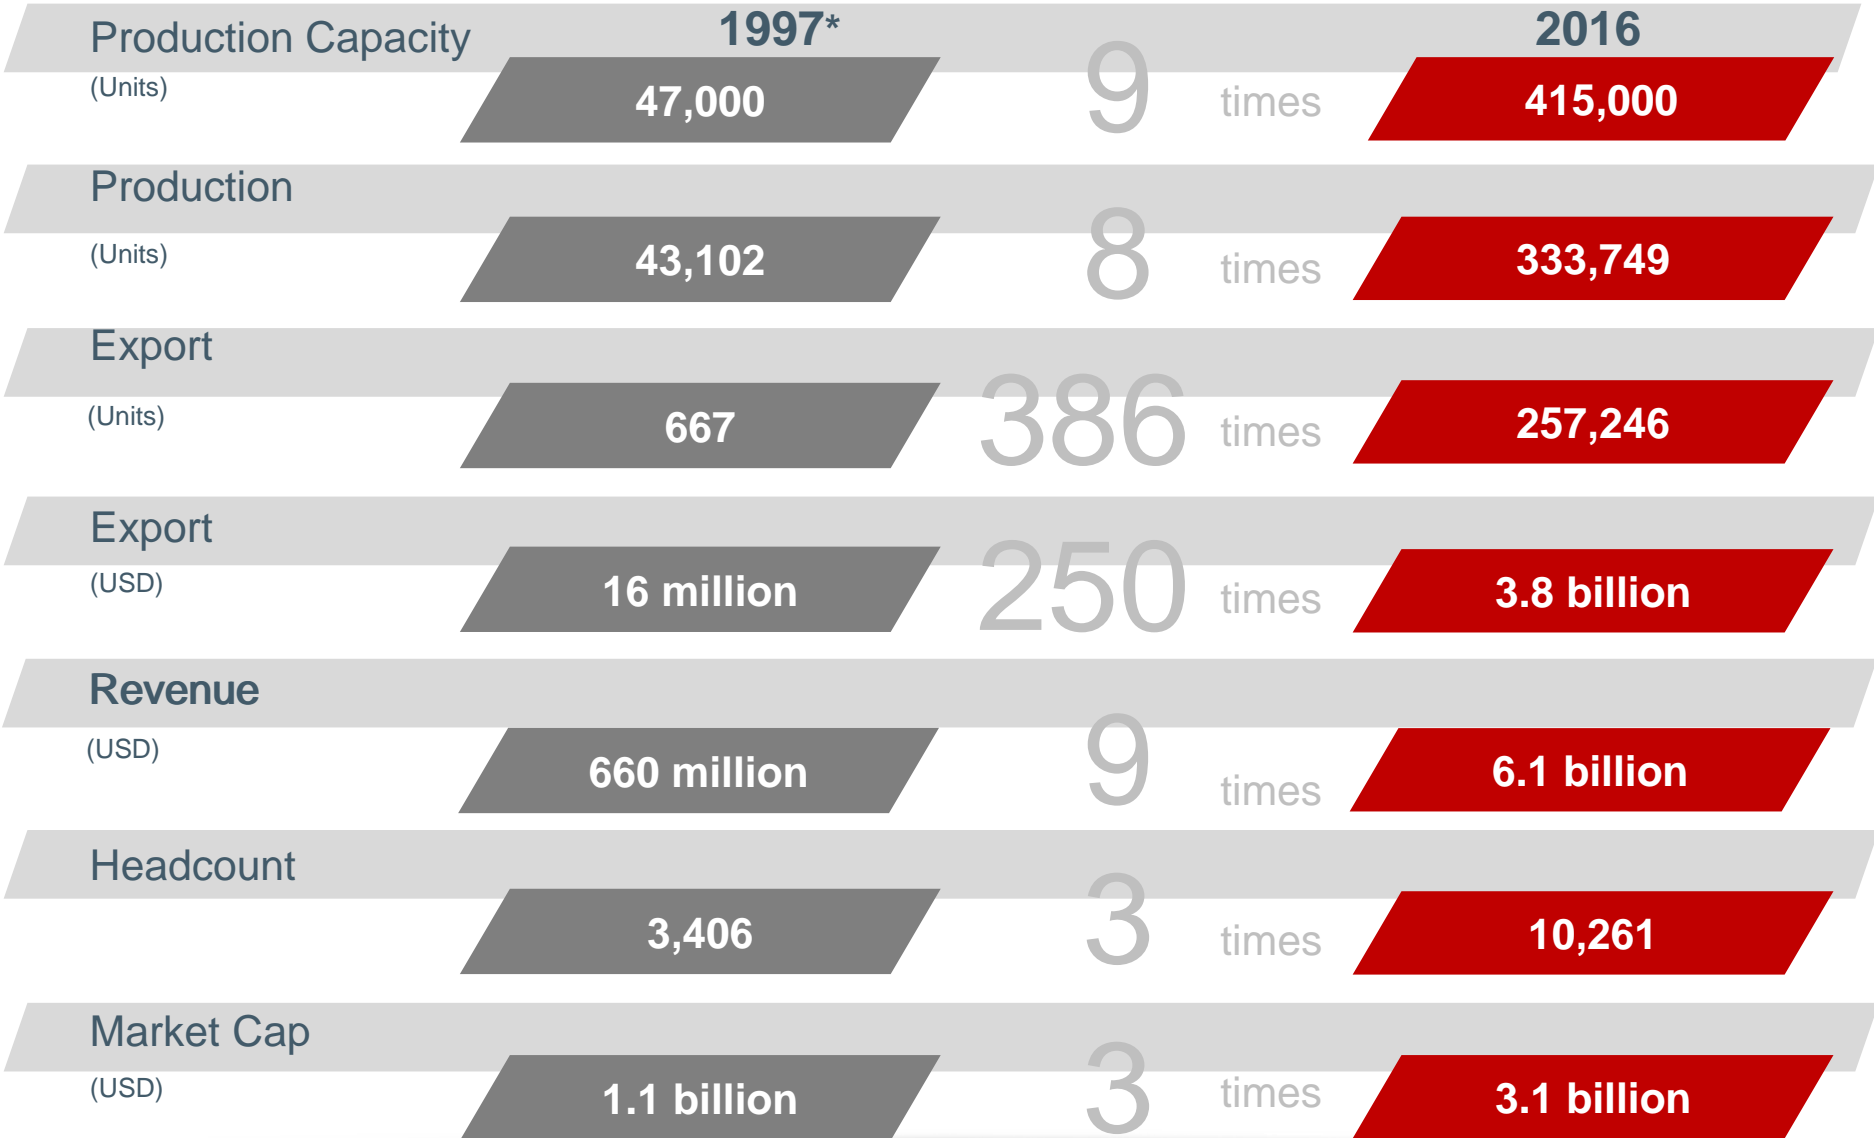 Production Capacity 1997* 2016
(Units) 47,000 9 times 415,000
Production
(Units) 43,102 8 times 333,749
Export
(Units) 667 386 times 257,246
Export
(USD) 16 million 250 times 3.8 billion
Revenue
(USD) 660 million 9 times 6.1 billion
Headcount
3,406 3 times 10,261
Market Cap
(USD) 1.1 billion 3 times 3.1 billion